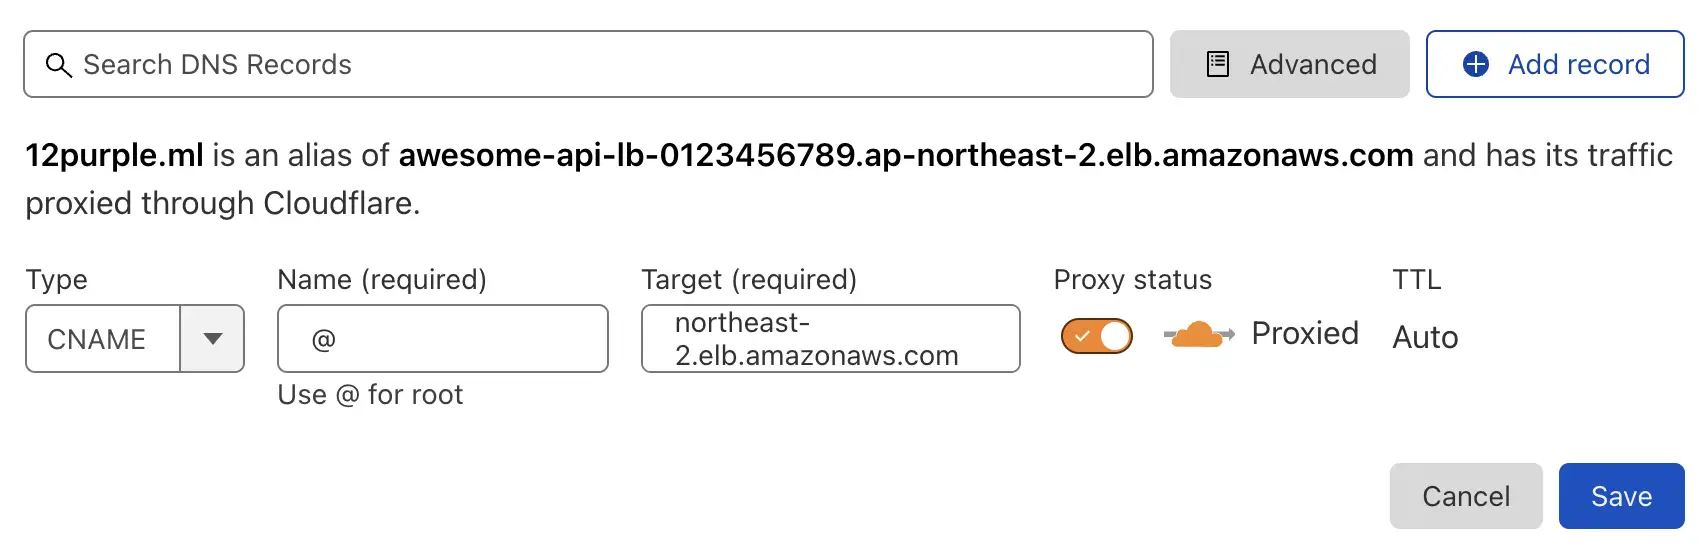 Search DNS Records
Advanced
Add record
12purple.ml is an alias of awesome-api-lb-0123456789.ap-northeast-2.elb.amazonaws.com and has its traffic
proxied through Cloudflare.
Type
Name (required)
Target (required)
Proxy status
TTL
CNAME
@
northeast-
2.elb.amazonaws.com
Proxied
Auto
Use @ for root
Cancel
Save